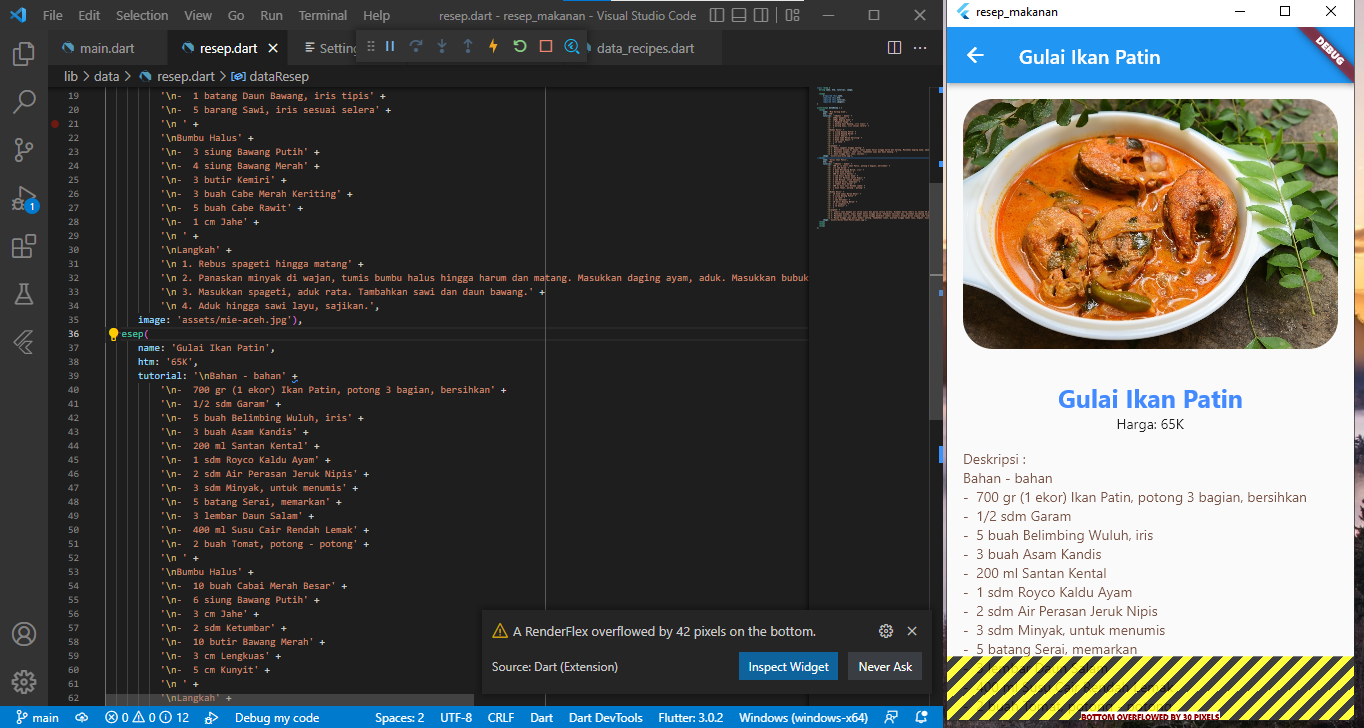 File Edit Selection View Go Run Terminal Help
resep.dart - resep_makanan - Visual Studio Code
main.dart
resep.dart
Setting
data_recipes.dart
lib > data > resep.dart > dataResep
19 '\n-  1 batang Daun Bawang, iris tipis' +
20 '\n-  5 barang Sawi, iris sesuai selera' +
21 '\n ' +
22 '\nBumbu Halus' +
23 '\n-  3 siung Bawang Putih' +
24 '\n-  4 siung Bawang Merah' +
25 '\n-  3 butir Kemiri' +
26 '\n-  3 buah Cabe Merah Keriting' +
27 '\n-  5 buah Cabe Rawit' +
28 '\n-  1 cm Jahe' +
29 '\n ' +
30 '\nLangkah' +
31 '\n 1. Rebus spageti hingga matang' +
32 '\n 2. Panaskan minyak di wajan, tumis bumbu halus hingga harum dan matang. Masukkan daging ayam, aduk. Masukkan bubuk
33 '\n 3. Masukkan spageti, aduk rata. Tambahkan sawi dan daun bawang.' +
34 '\n 4. Aduk hingga sawi layu, sajikan.',
35 image: 'assets/mie-aceh.jpg'),
36 esep(
37 name: 'Gulai Ikan Patin',
38 htm: '65K',
39 tutorial: '\nBahan - bahan' +
40 '\n-  700 gr (1 ekor) Ikan Patin, potong 3 bagian, bersihkan' +
41 '\n-  1/2 sdm Garam' +
42 '\n-  5 buah Belimbing Wuluh, iris' +
43 '\n-  3 buah Asam Kandis' +
44 '\n-  200 ml Santan Kental' +
45 '\n-  1 sdm Royco Kaldu Ayam' +
46 '\n-  2 sdm Air Perasan Jeruk Nipis' +
47 '\n-  3 sdm Minyak, untuk menumis' +
48 '\n-  5 batang Serai, memarkan' +
49 '\n-  3 lembar Daun Salam' +
50 '\n-  400 ml Susu Cair Rendah Lemak' +
51 '\n-  2 buah Tomat, potong - potong' +
52 '\n ' +
53 '\nBumbu Halus' +
54 '\n-  10 buah Cabai Merah Besar' +
55 '\n-  6 siung Bawang Putih' +
56 '\n-  3 cm Jahe' +
57 '\n-  2 sdm Ketumbar' +
58 '\n-  10 butir Bawang Merah' +
59 '\n-  3 cm Lengkuas' +
60 '\n-  5 cm Kunyit' +
61 '\n ' +
62 '\nLangkah' +
1
A RenderFlex overflowed by 42 pixels on the bottom.
Source: Dart (Extension)
Inspect Widget
Never Ask
main 0 0 12 Debug my code Spaces: 2 UTF-8 CRLF Dart Dart DevTools Flutter: 3.0.2 Windows (windows-x64)
resep_makanan
Gulai Ikan Patin
DEBUG
Gulai Ikan Patin
Harga: 65K
Deskripsi :
Bahan - bahan
-  700 gr (1 ekor) Ikan Patin, potong 3 bagian, bersihkan
-  1/2 sdm Garam
-  5 buah Belimbing Wuluh, iris
-  3 buah Asam Kandis
-  200 ml Santan Kental
-  1 sdm Royco Kaldu Ayam
-  2 sdm Air Perasan Jeruk Nipis
-  3 sdm Minyak, untuk menumis
-  5 batang Serai, memarkan
BOTTOM OVERFLOWED BY 30 PIXELS